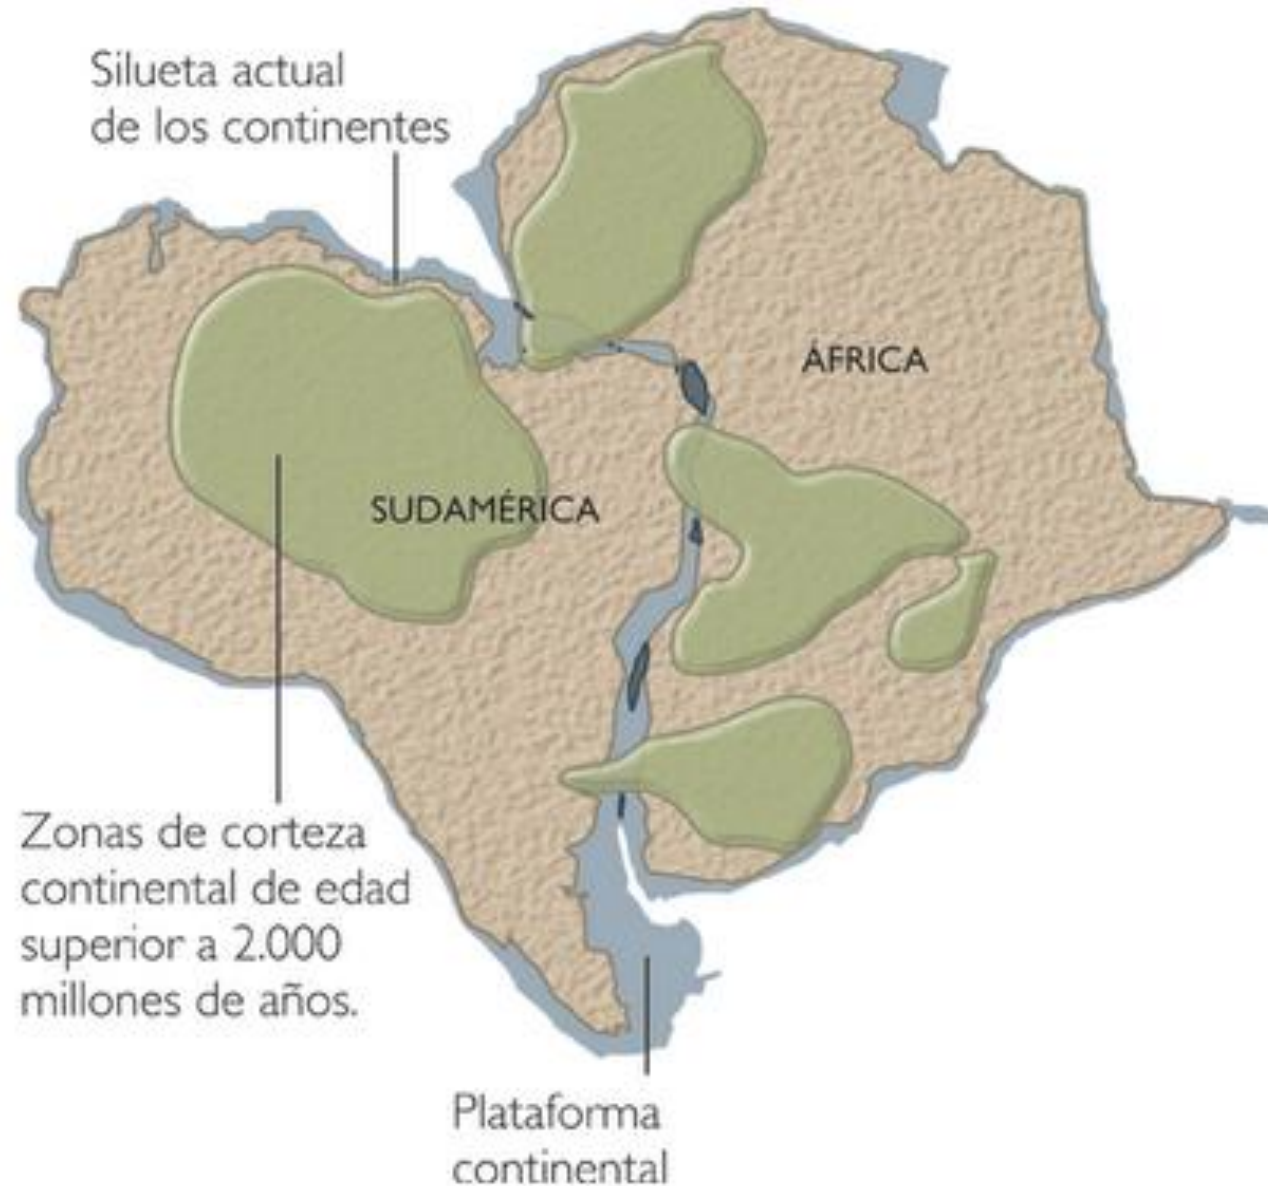 Silueta actual
de los continentes
ÁFRICA
SUDAMÉRICA
Zonas de corteza
continental de edad
superior a 2.000
millones de años.
Plataforma
continental